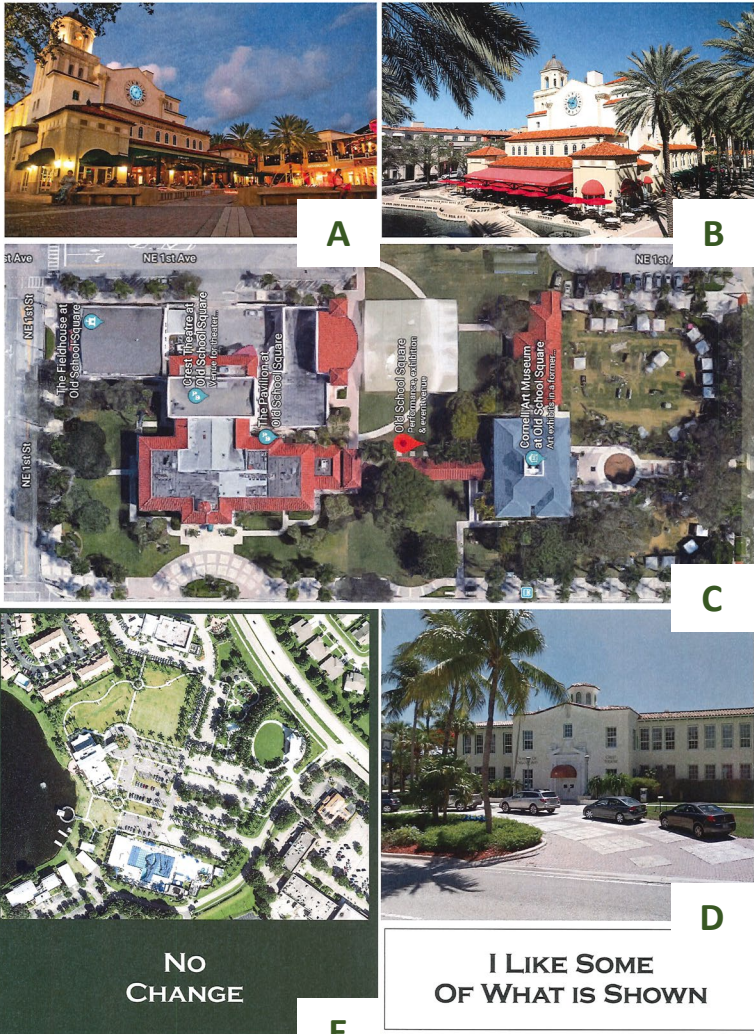 A
B
st Ave
NE 1st Ave
NE 1st A
NE 1st St
NE 1st St
The Fieldhouse at
Old School Square
Crest Theatre at
Old School Square
Venue for theater...
The Pavilion at
Old School Square
Old School Square
Performance, exhibition
& event venue
Cornell Art Museum
at Old School Square
Art exhibits in a former...
C
D
NO
CHANGE
E
I LIKE SOME
OF WHAT IS SHOWN